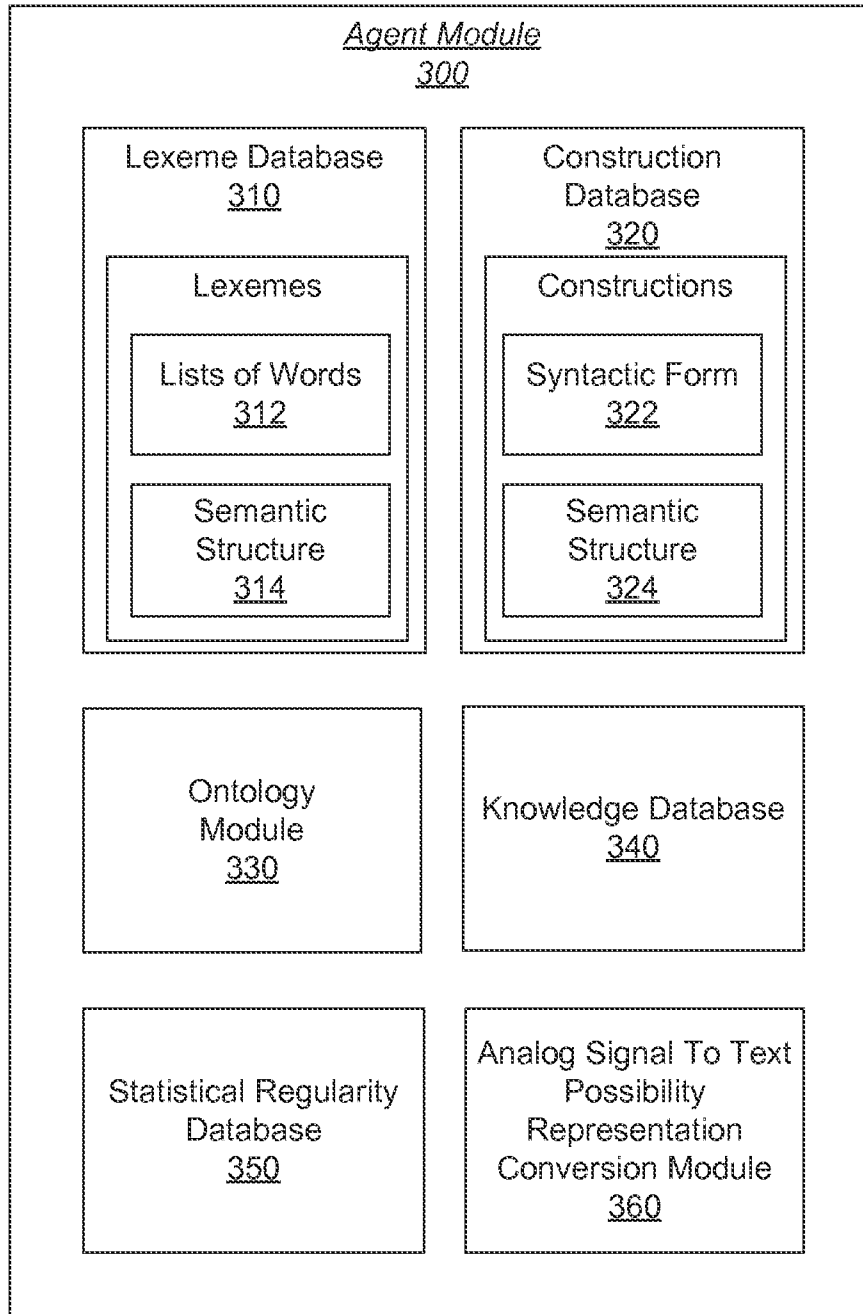 Agent Module
300
Lexeme Database
310
Lexemes
Lists of Words
312
Semantic
Structure
314
Construction
Database
320
Constructions
Syntactic Form
322
Semantic
Structure
324
Ontology
Module
330
Knowledge Database
340
Statistical Regularity
Database
350
Analog Signal To Text
Possibility
Representation
Conversion Module
360